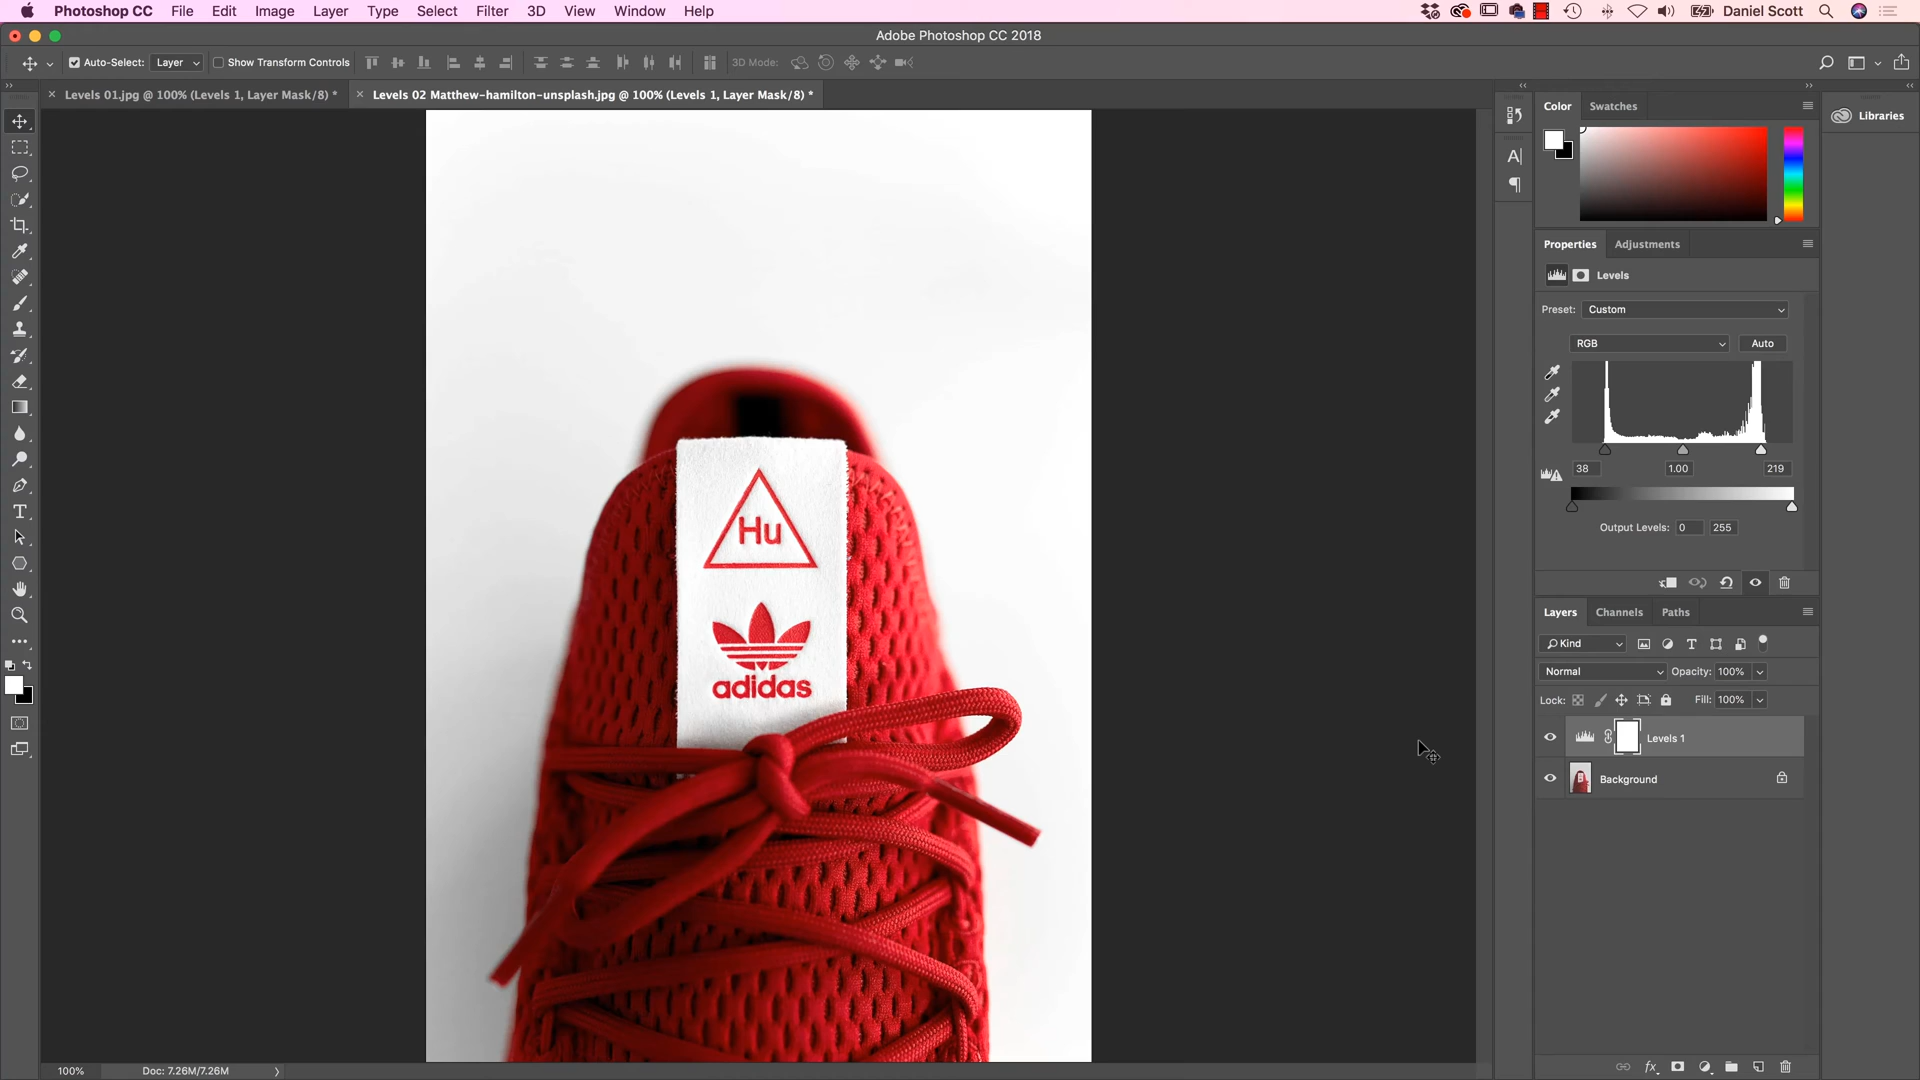 Photoshop CC File Edit Image Layer Type Select Filter 3D View Window Help Daniel Scott
Adobe Photoshop CC 2018
Auto-Select: Layer Show Transform Controls 3D Mode:
Levels 01.jpg @ 100% (Levels 1, Layer Mask/8) * Levels 02 Matthew-hamilton-unsplash.jpg @ 100% (Levels 1, Layer Mask/8) *
Color Swatches
Libraries
Properties Adjustments
Levels
Preset: Custom
RGB Auto
38 1.00 219
Output Levels: 0 255
Hu
adidas
Layers Channels Paths
Kind
Normal Opacity: 100%
Lock: Fill: 100%
Levels 1
Background
100% Doc: 7.26M/7.26M